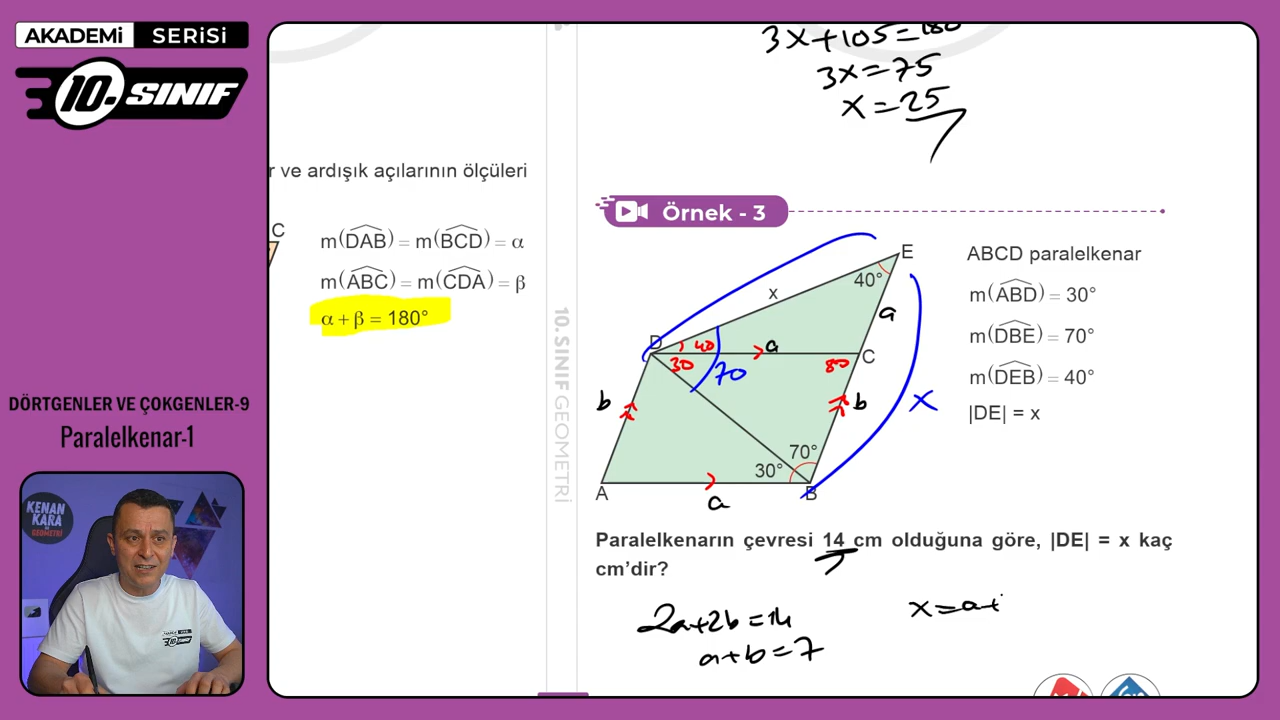 AKADEMİ SERİSİ
10. SINIF
DÖRTGENLER VE ÇOKGENLER-9
Paralelkenar-1
KENAN KARA
GEOMETRİ
10.SINIF
r ve ardışık açılarının ölçüleri
C
m(DAB) = m(BCD) = α
m(ABC) = m(CDA) = β
α + β = 180°
10.SINIF GEOMETRİ
3x+105=180
3x=75
x=25
Örnek - 3
E
40°
x
a
D
40
a
30
70
80
C
b
b
x
70°
30°
A
a
B
ABCD paralelkenar
m(ABD) = 30°
m(DBE) = 70°
m(DEB) = 40°
|DE| = x
Paralelkenarın çevresi 14 cm olduğuna göre, |DE| = x kaç
cm'dir?
2a+2b=14
a+b=7
x=a+